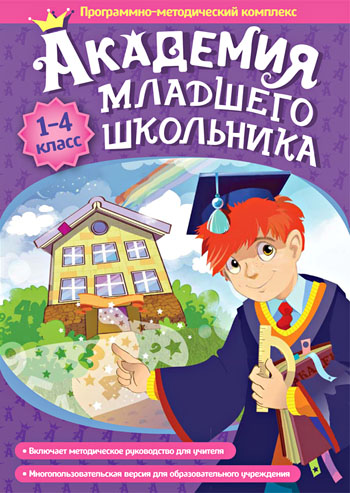 Программно-методический комплекс
Академия
младшего
школьника
1–4
класс
• Включает методическое руководство для учителя
• Многопользовательская версия для образовательного учреждения